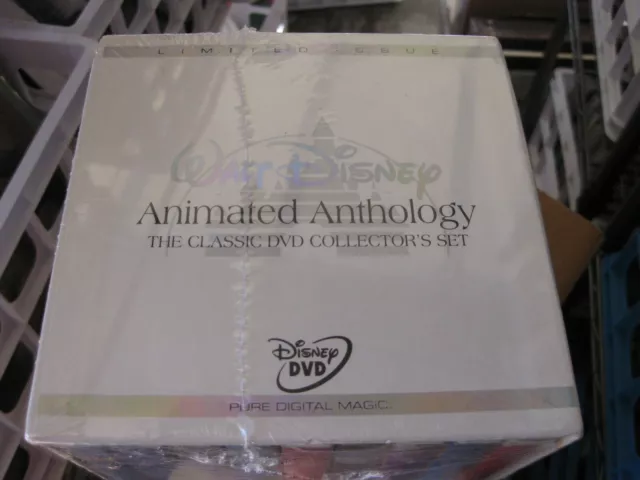 LIMITED ISSUE
WALT DISNEY
Animated Anthology
THE CLASSIC DVD COLLECTOR'S SET
DISNEY
DVD
PURE DIGITAL MAGIC.